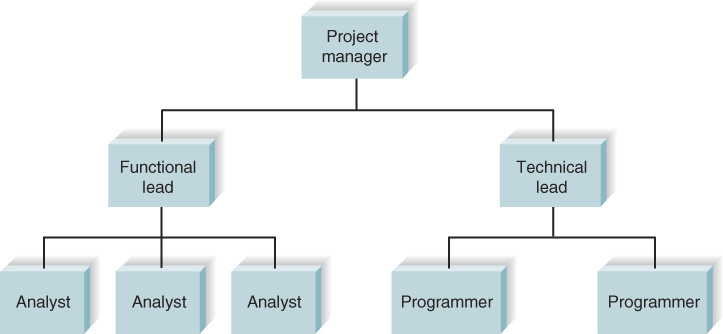 Project
manager
Functional
lead
Technical
lead
Analyst
Analyst
Analyst
Programmer
Programmer